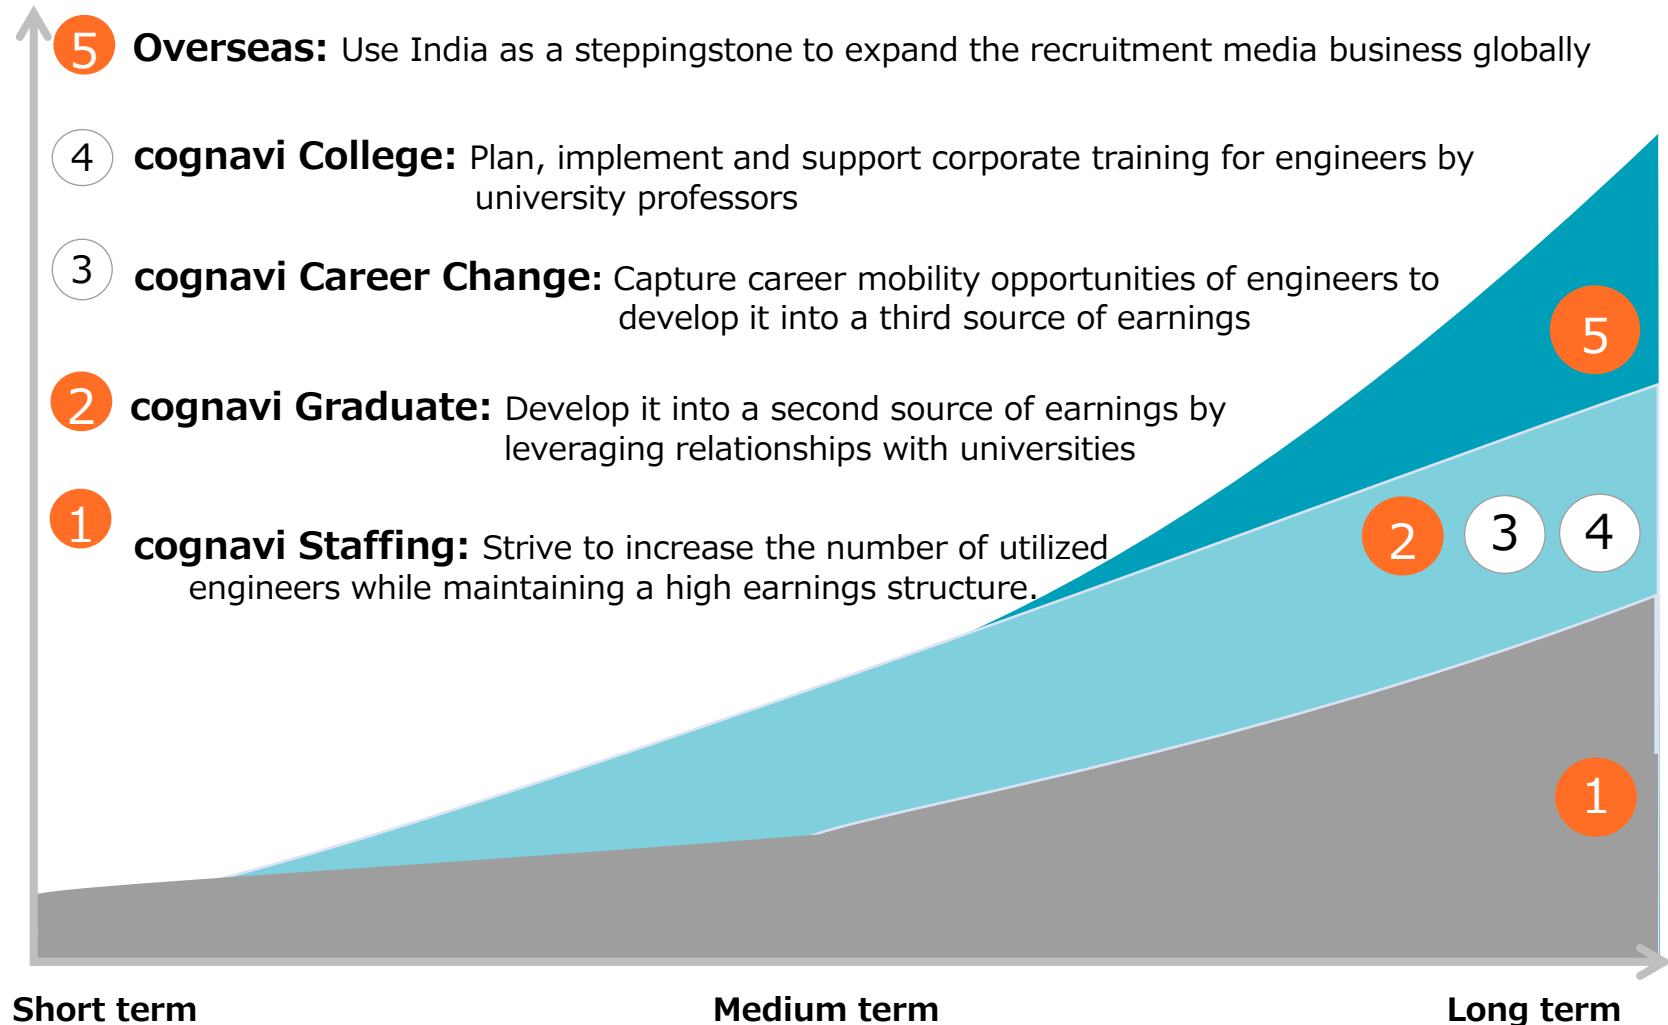 5 Overseas: Use India as a steppingstone to expand the recruitment media business globally
4 cognavi College: Plan, implement and support corporate training for engineers by
university professors
3 cognavi Career Change: Capture career mobility opportunities of engineers to
develop it into a third source of earnings
2 cognavi Graduate: Develop it into a second source of earnings by
leveraging relationships with universities
1 cognavi Staffing: Strive to increase the number of utilized
engineers while maintaining a high earnings structure.
5
2 3 4
1
Short term Medium term Long term